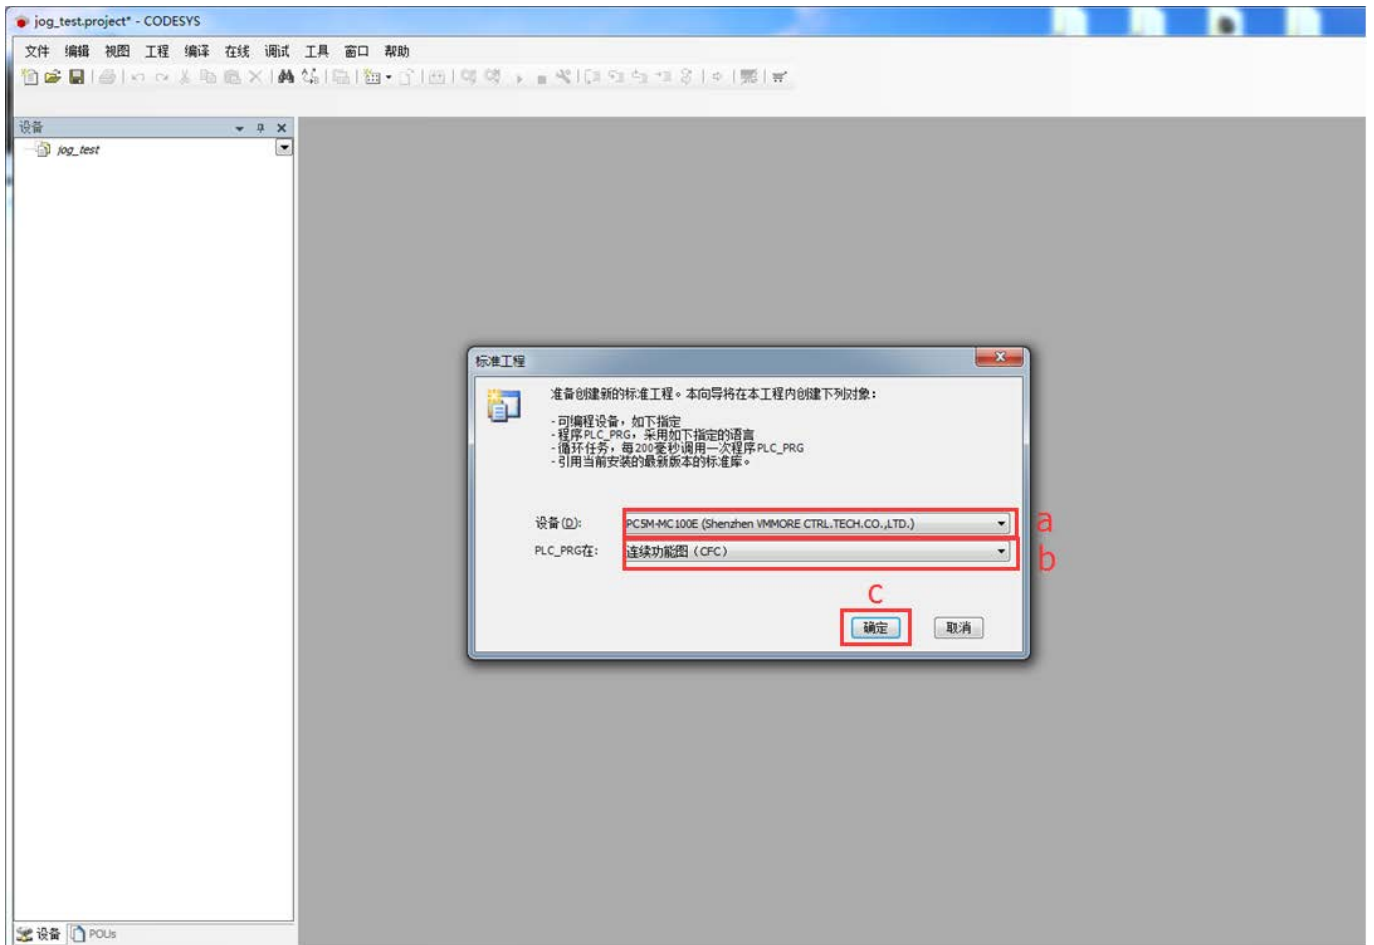 jog_test.project* - CODESYS
文件 编辑 视图 工程 编译 在线 调试 工具 窗口 帮助
设备
jog_test
标准工程
准备创建新的标准工程。本向导将在本工程内创建下列对象：
- 可编程设备，如下指定
- 程序PLC_PRG，采用如下指定的语言
- 循环任务，每200毫秒调用一次程序PLC_PRG
- 引用当前安装的最新版本的标准库。
设备(D): PC5M-MC100E (Shenzhen VMMORE CTRL.TECH.CO.,LTD.) a
PLC_PRG在: 连续功能图（CFC） b
c
确定 取消
设备 POUs